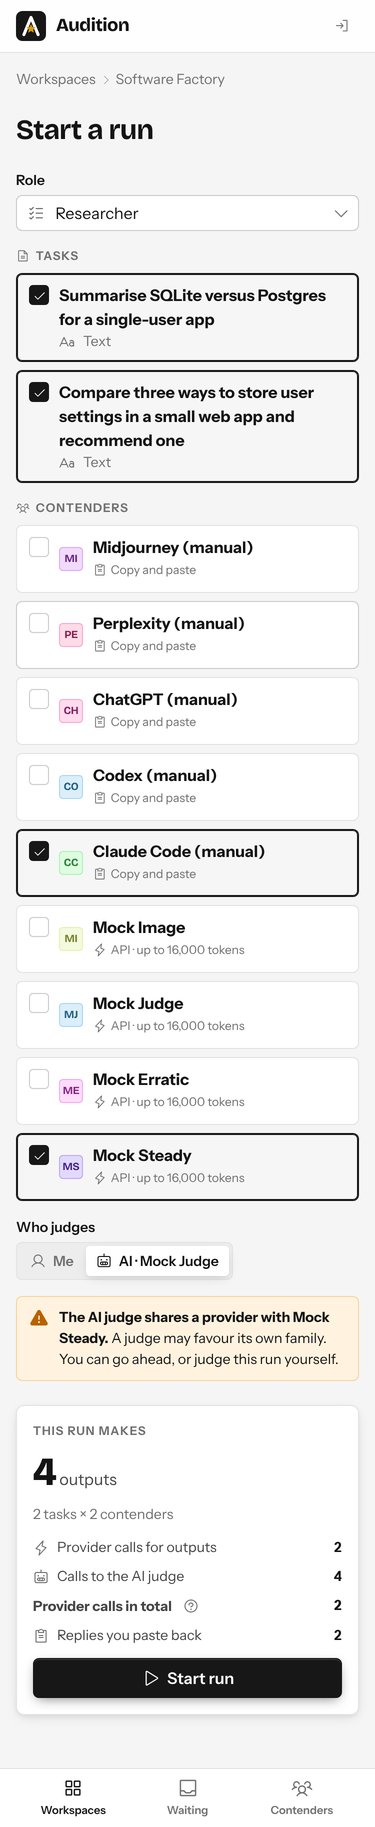 Audition
Workspaces > Software Factory
Start a run
Role
Researcher
TASKS
Summarise SQLite versus Postgres
for a single-user app
Aa Text
Compare three ways to store user
settings in a small web app and
recommend one
Aa Text
CONTENDERS
MI Midjourney (manual)
Copy and paste
PE Perplexity (manual)
Copy and paste
CH ChatGPT (manual)
Copy and paste
CO Codex (manual)
Copy and paste
CC Claude Code (manual)
Copy and paste
MI Mock Image
API · up to 16,000 tokens
MJ Mock Judge
API · up to 16,000 tokens
ME Mock Erratic
API · up to 16,000 tokens
MS Mock Steady
API · up to 16,000 tokens
Who judges
Me AI · Mock Judge
The AI judge shares a provider with Mock
Steady. A judge may favour its own family.
You can go ahead, or judge this run yourself.
THIS RUN MAKES
4 outputs
2 tasks × 2 contenders
Provider calls for outputs 2
Calls to the AI judge 4
Provider calls in total ? 2
Replies you paste back 2
Start run
Workspaces Waiting Contenders